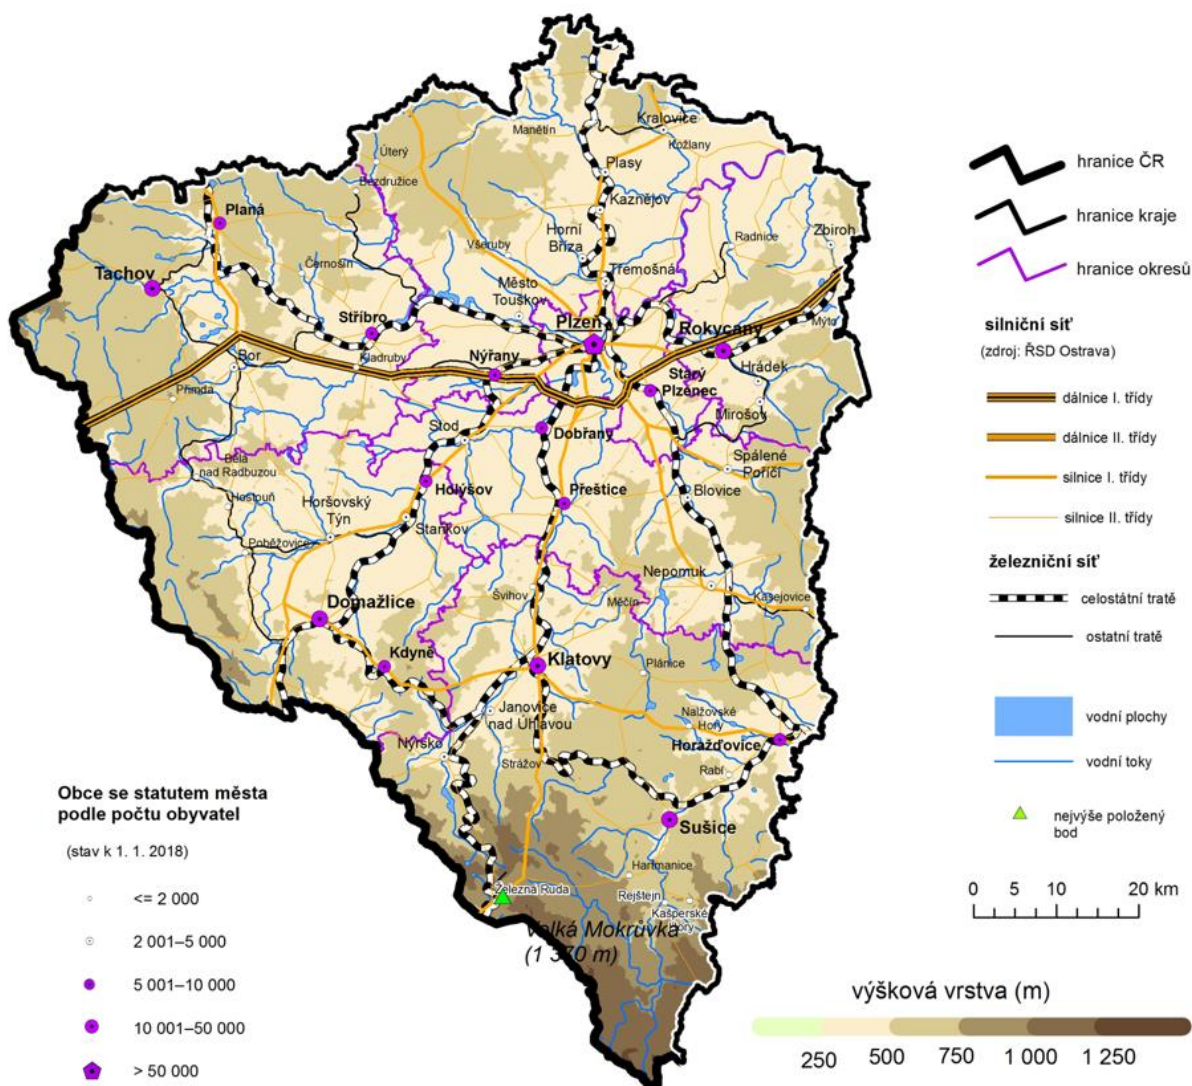 Manětín
Kralovice
Kožlany
Úterý
Bezdružice
Plasy
Kaznějov
Planá
Horní
Bříza
Radnice
Zbiroh
Všeruby
Tachov
Černošín
Město
Touškov
Třemošná
Stříbro
Plzeň
Rokycany
Mýto
Bor
Kladruby
Nýřany
Starý
Plzenec
Hrádek
Přimda
Mirošov
Stod
Dobřany
Bělá
nad Radbuzou
Spálené
Poříčí
Hostouň
Horšovský
Týn
Holýšov
Přeštice
Blovice
Staňkov
Poběžovice
Nepomuk
Švihov
Měčín
Kasejovice
Domažlice
Kdyně
Klatovy
Plánice
Janovice
nad Úhlavou
Nalžovské
Hory
Nýrsko
Horažďovice
Strážov
Rabí
Sušice
Hartmanice
Železná Ruda
Rejštejn
Kašperské
Hory
Velká Mokrůvka
(1 370 m)
hranice ČR
hranice kraje
hranice okresů
silniční síť
(zdroj: ŘSD Ostrava)
dálnice I. třídy
dálnice II. třídy
silnice I. třídy
silnice II. třídy
železniční síť
celostátní tratě
ostatní tratě
vodní plochy
vodní toky
nejvýše položený
bod
0 5 10 20 km
Obce se statutem města
podle počtu obyvatel
(stav k 1. 1. 2018)
<= 2 000
2 001–5 000
5 001–10 000
10 001–50 000
> 50 000
výšková vrstva (m)
250 500 750 1 000 1 250